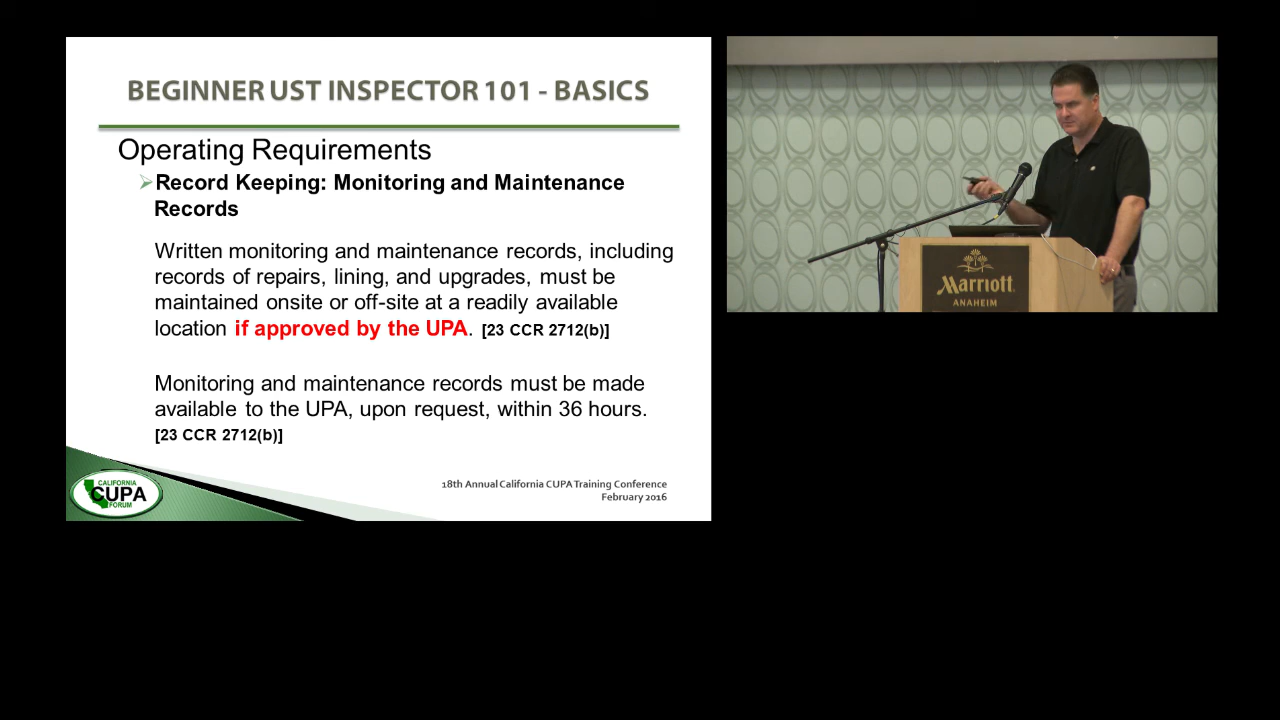 BEGINNER UST INSPECTOR 101 - BASICS
Operating Requirements
Record Keeping: Monitoring and Maintenance
Records
Written monitoring and maintenance records, including
records of repairs, lining, and upgrades, must be
maintained onsite or off-site at a readily available
location if approved by the UPA. [23 CCR 2712(b)]
Monitoring and maintenance records must be made
available to the UPA, upon request, within 36 hours.
[23 CCR 2712(b)]
18th Annual California CUPA Training Conference
February 2016
CALIFORNIA
CUPA
FORUM
Marriott
ANAHEIM